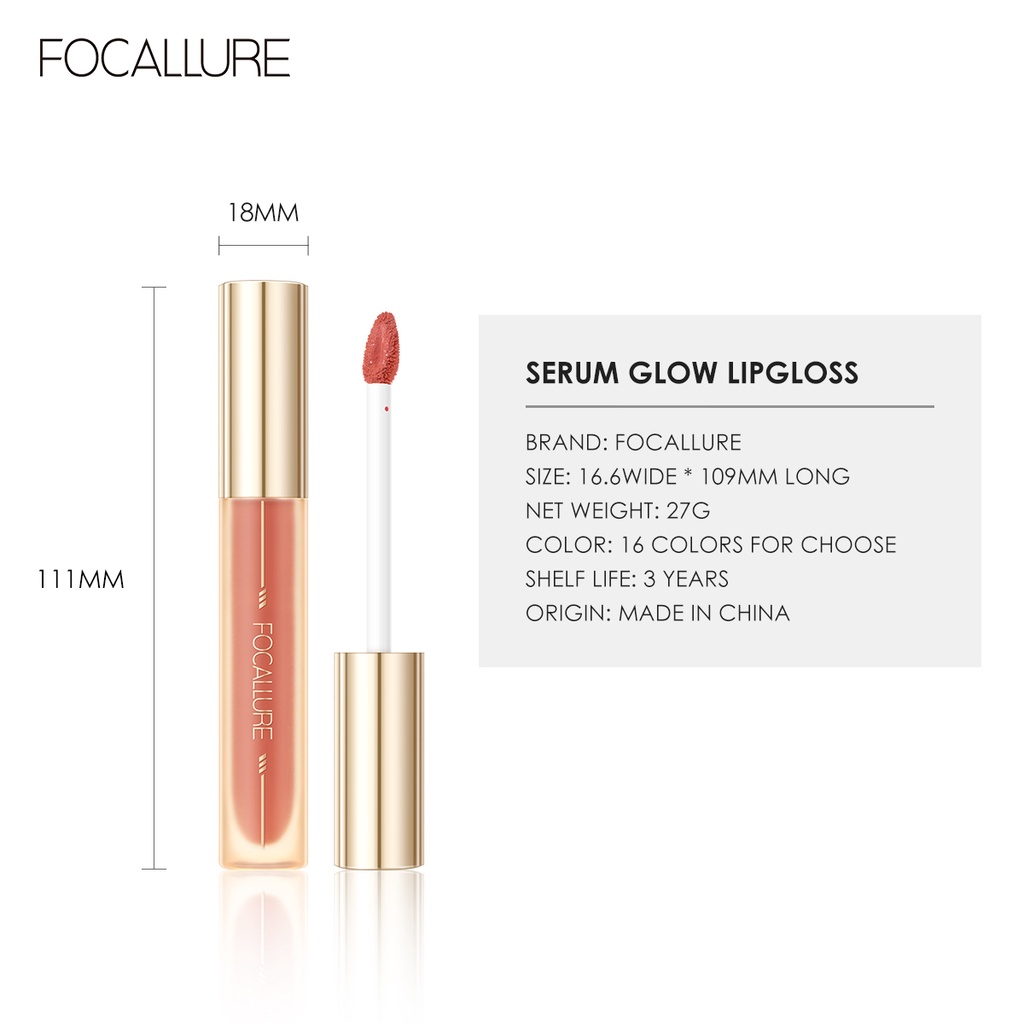 FOCALLURE
18MM
111MM
FOCALLURE
SERUM GLOW LIPGLOSS
BRAND: FOCALLURE
SIZE: 16.6WIDE * 109MM LONG
NET WEIGHT: 27G
COLOR: 16 COLORS FOR CHOOSE
SHELF LIFE: 3 YEARS
ORIGIN: MADE IN CHINA